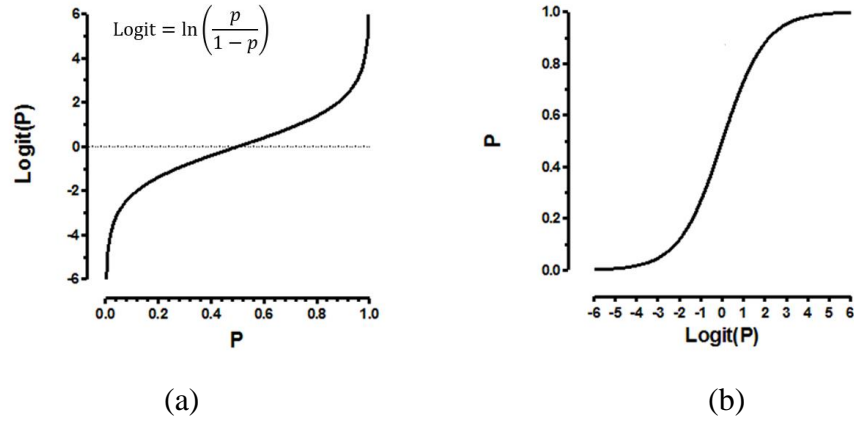 Logit = ln(p/(1 − p))
6
4
2
0
-2
-4
-6
Logit(P)
0.0 0.2 0.4 0.6 0.8 1.0
P
(a)
1.0
0.8
0.6
0.4
0.2
0.0
P
-6 -5 -4 -3 -2 -1 0 1 2 3 4 5 6
Logit(P)
(b)